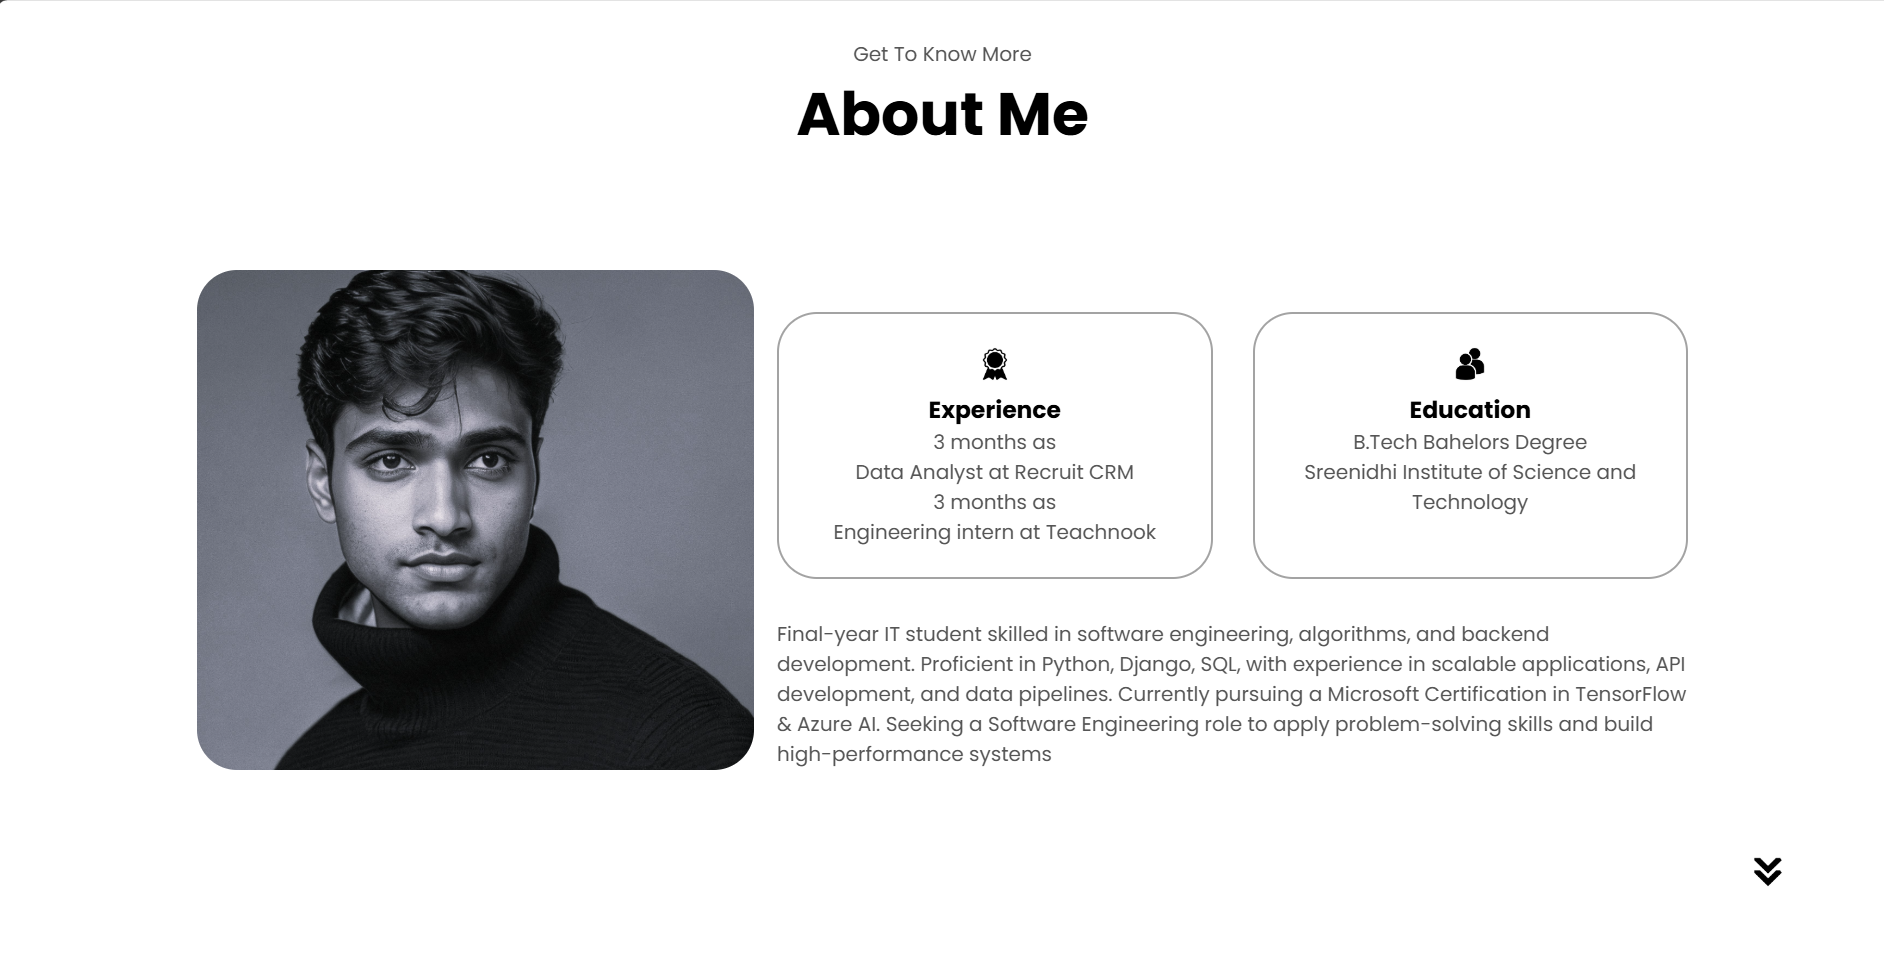 Get To Know More
About Me
Experience
3 months as
Data Analyst at Recruit CRM
3 months as
Engineering intern at Teachnook
Education
B.Tech Bahelors Degree
Sreenidhi Institute of Science and
Technology
Final-year IT student skilled in software engineering, algorithms, and backend
development. Proficient in Python, Django, SQL, with experience in scalable applications, API
development, and data pipelines. Currently pursuing a Microsoft Certification in TensorFlow
& Azure AI. Seeking a Software Engineering role to apply problem-solving skills and build
high-performance systems